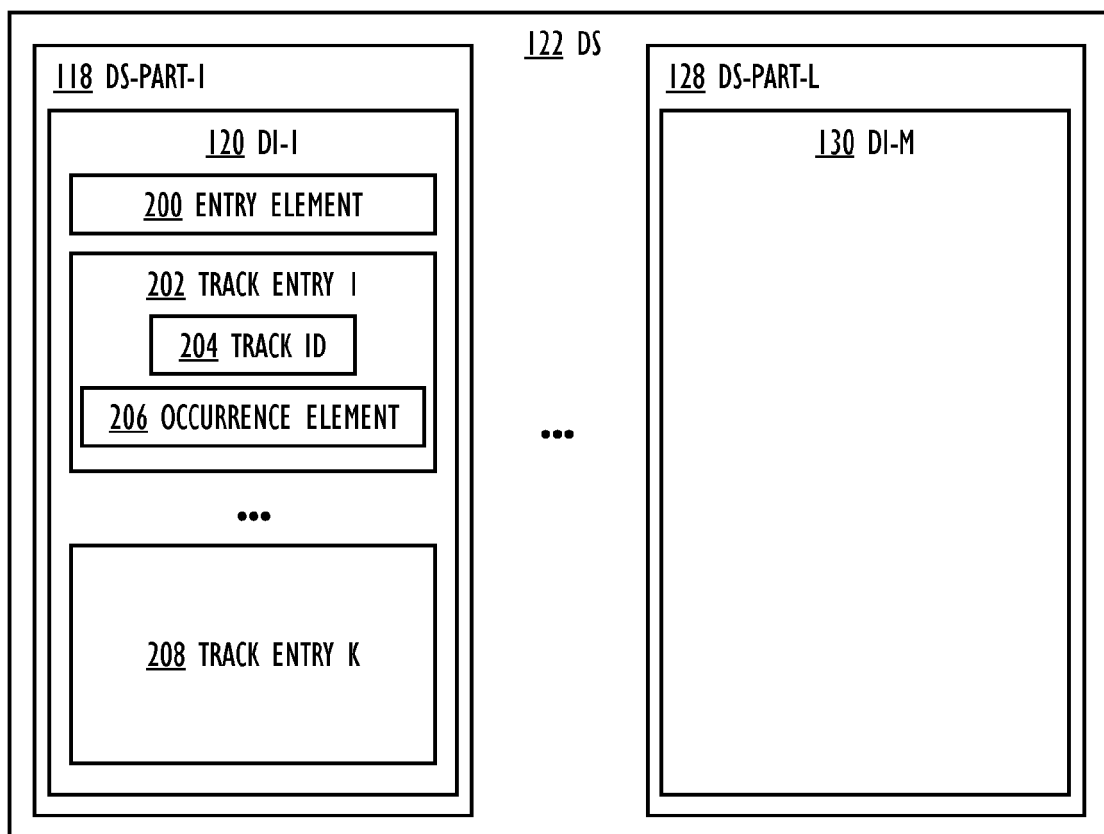 122 DS
118 DS-PART-1
120 DI-1
200 ENTRY ELEMENT
202 TRACK ENTRY 1
204 TRACK ID
206 OCCURRENCE ELEMENT
...
208 TRACK ENTRY K
...
128 DS-PART-L
130 DI-M